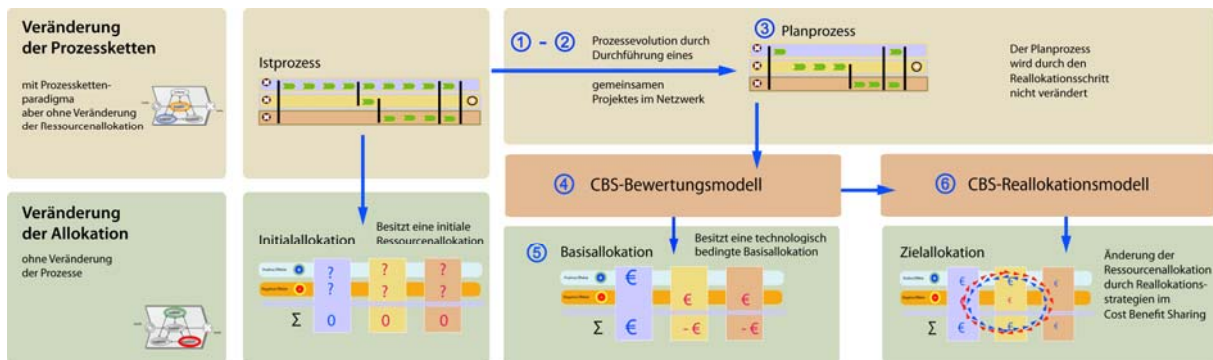 Veränderung
der Prozessketten
mit Prozessketten-
paradigma
aber ohne Veränderung
der Ressourcenallokation
Istprozess
① - ②
Prozessevolution durch
Durchführung eines
gemeinsamen
Projektes im Netzwerk
③ Planprozess
Der Planprozess
wird durch den
Reallokationsschritt
nicht verändert
④ CBS-Bewertungsmodell
⑥ CBS-Reallokationsmodell
Veränderung
der Allokation
ohne Veränderung
der Prozesse
Besitzt eine initiale
Ressourcenallokation
Initialallokation
? ? ?
? ? ?
Σ 0 0 0
⑤ Basisallokation
Besitzt eine technologisch
bedingte Basisallokation
€
€ €
Σ € -€ -€
Zielallokation
€ € €
€
Σ € € €
Änderung der
Ressourcenallokation
durch Reallokations-
strategien im
Cost Benefit Sharing